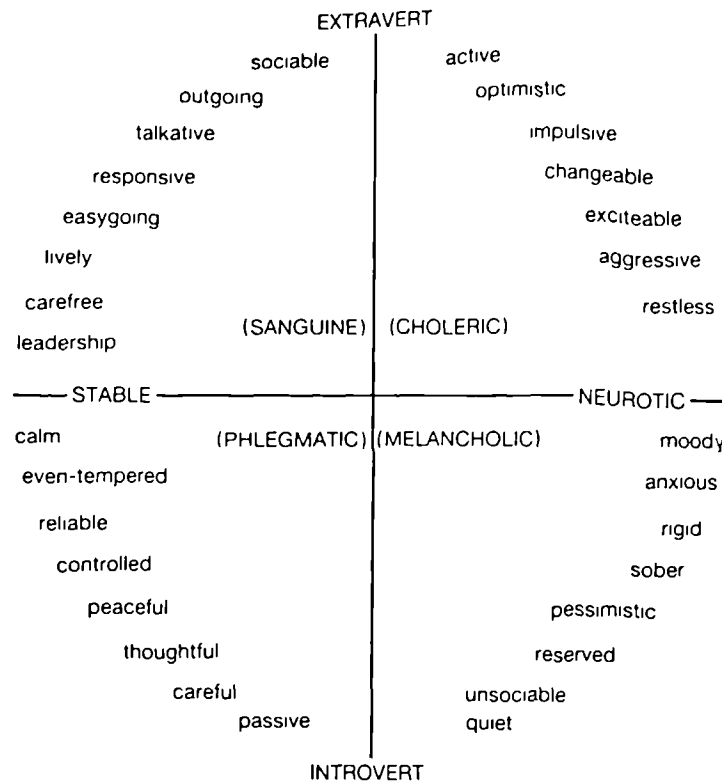 EXTRAVERT
sociable
active
outgoing
optimistic
talkative
impulsive
responsive
changeable
easygoing
exciteable
lively
aggressive
carefree
restless
leadership
(SANGUINE) (CHOLERIC)
STABLE
NEUROTIC
calm
(PHLEGMATIC) (MELANCHOLIC)
moody
even-tempered
anxious
reliable
rigid
controlled
sober
peaceful
pessimistic
thoughtful
reserved
careful
unsociable
passive
quiet
INTROVERT